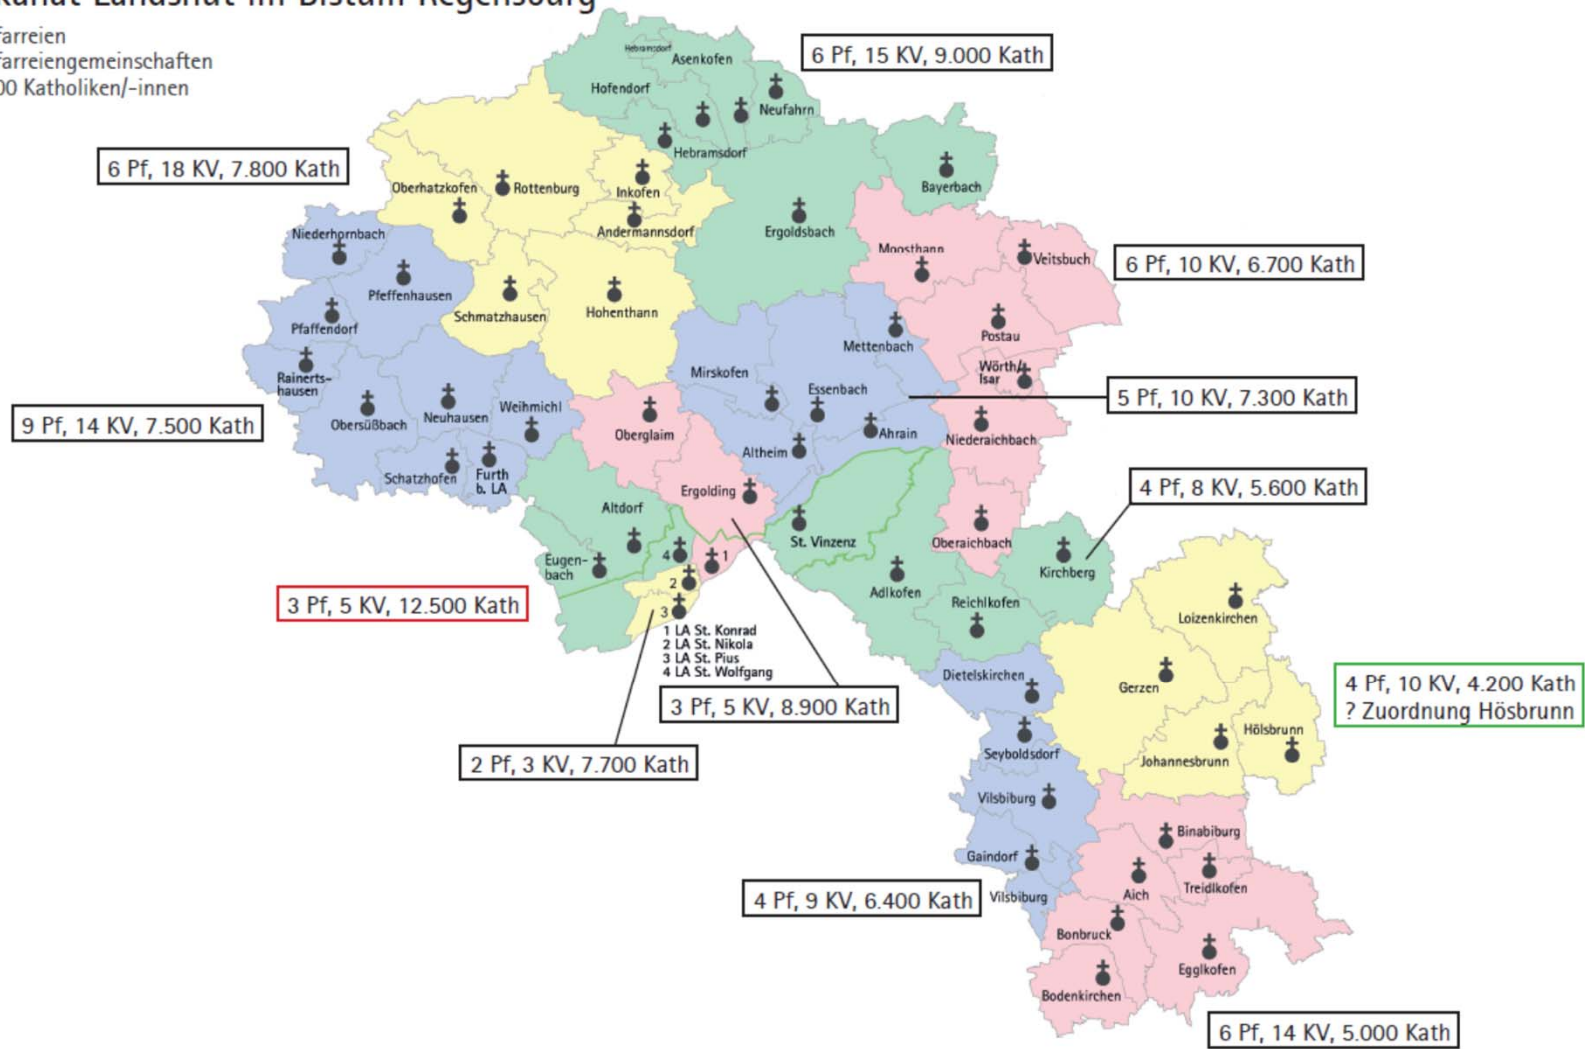 Landshut im Bistum Regensburg
Hebramsdorf
Asenkofen
6 Pf, 15 KV, 9.000 Kath
Hofendorf
Neufahrn
Hebramsdorf
6 Pf, 18 KV, 7.800 Kath
Oberhatzkofen
Rottenburg
Inkofen
Bayerbach
Andermannsdorf
Ergoldsbach
Niederhornbach
Moosthann
Veitsbuch
6 Pf, 10 KV, 6.700 Kath
Pfeffenhausen
Schmatzhausen
Hohenthann
Pfaffendorf
Postau
Mettenbach
Mirskofen
Wörth/
Isar
Rainerts-
hausen
Essenbach
5 Pf, 10 KV, 7.300 Kath
Weihmichl
Neuhausen
Obersüßbach
9 Pf, 14 KV, 7.500 Kath
Oberglaim
Ahrain
Niederaichbach
Altheim
Schatzhofen
Furth
b. LA
Ergolding
4 Pf, 8 KV, 5.600 Kath
Altdorf
St. Vinzenz
Oberaichbach
Eugen-
bach
4
1
Kirchberg
2
Adlkofen
Reichlkofen
3 Pf, 5 KV, 12.500 Kath
3
Loizenkirchen
1 LA St. Konrad
2 LA St. Nikola
3 LA St. Pius
4 LA St. Wolfgang
Dietelskirchen
Gerzen
4 Pf, 10 KV, 4.200 Kath
? Zuordnung Hösbrunn
3 Pf, 5 KV, 8.900 Kath
Hölsbrunn
Seyboldsdorf
Johannesbrunn
2 Pf, 3 KV, 7.700 Kath
Vilsbiburg
Binabiburg
Gaindorf
Treidlkofen
Aich
Vilsbiburg
4 Pf, 9 KV, 6.400 Kath
Bonbruck
Egglkofen
Bodenkirchen
6 Pf, 14 KV, 5.000 Kath